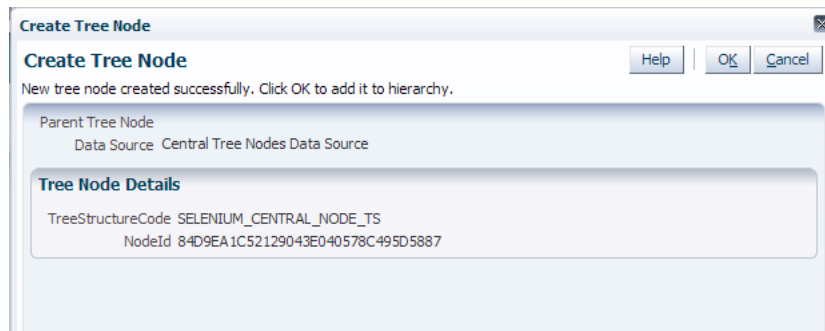 Create Tree Node
Create Tree Node
Help OK Cancel
New tree node created successfully. Click OK to add it to hierarchy.
Parent Tree Node
Data Source Central Tree Nodes Data Source
Tree Node Details
TreeStructureCode SELENIUM_CENTRAL_NODE_TS
NodeId 84D9EA1C52129043E040578C495D5887